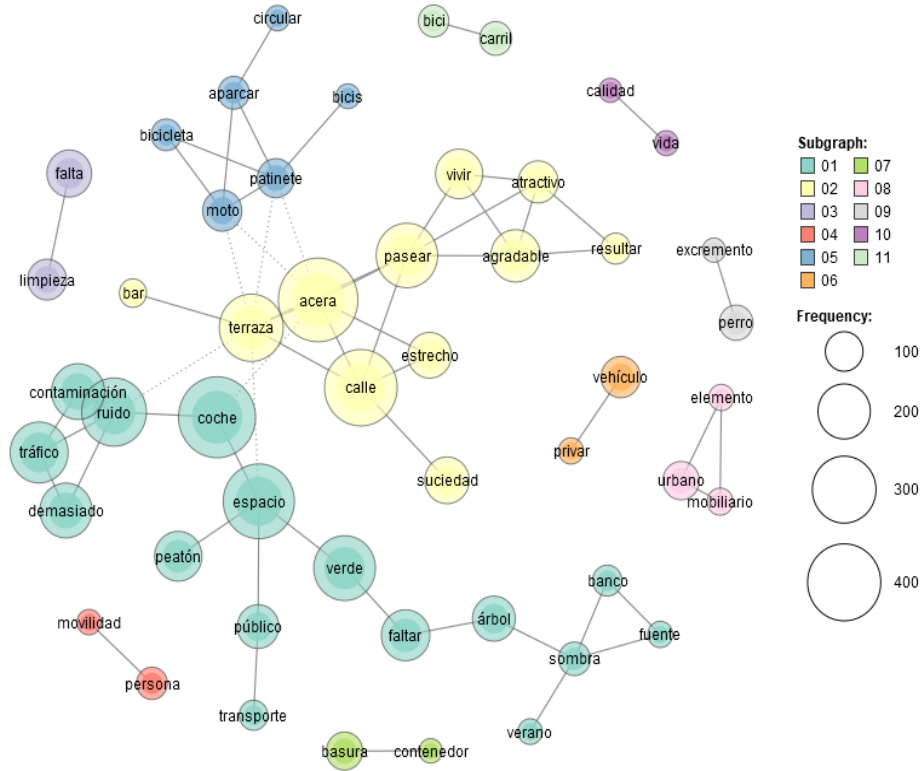 circular
bici
carril
aparcar
bicis
calidad
bicicleta
vida
falta
patinete
vivir
atractivo
moto
resultar
pasear
agradable
limpieza
bar
acera
terraza
estrecho
calle
excremento
perro
contaminación
ruido
coche
vehículo
elemento
tráfico
privar
urbano
mobiliario
demasiado
espacio
suciedad
peatón
verde
banco
movilidad
público
faltar
árbol
fuente
sombra
persona
transporte
verano
basura
contenedor
Subgraph:
01 07
02 08
03 09
04 10
05 11
06
Frequency:
100
200
300
400